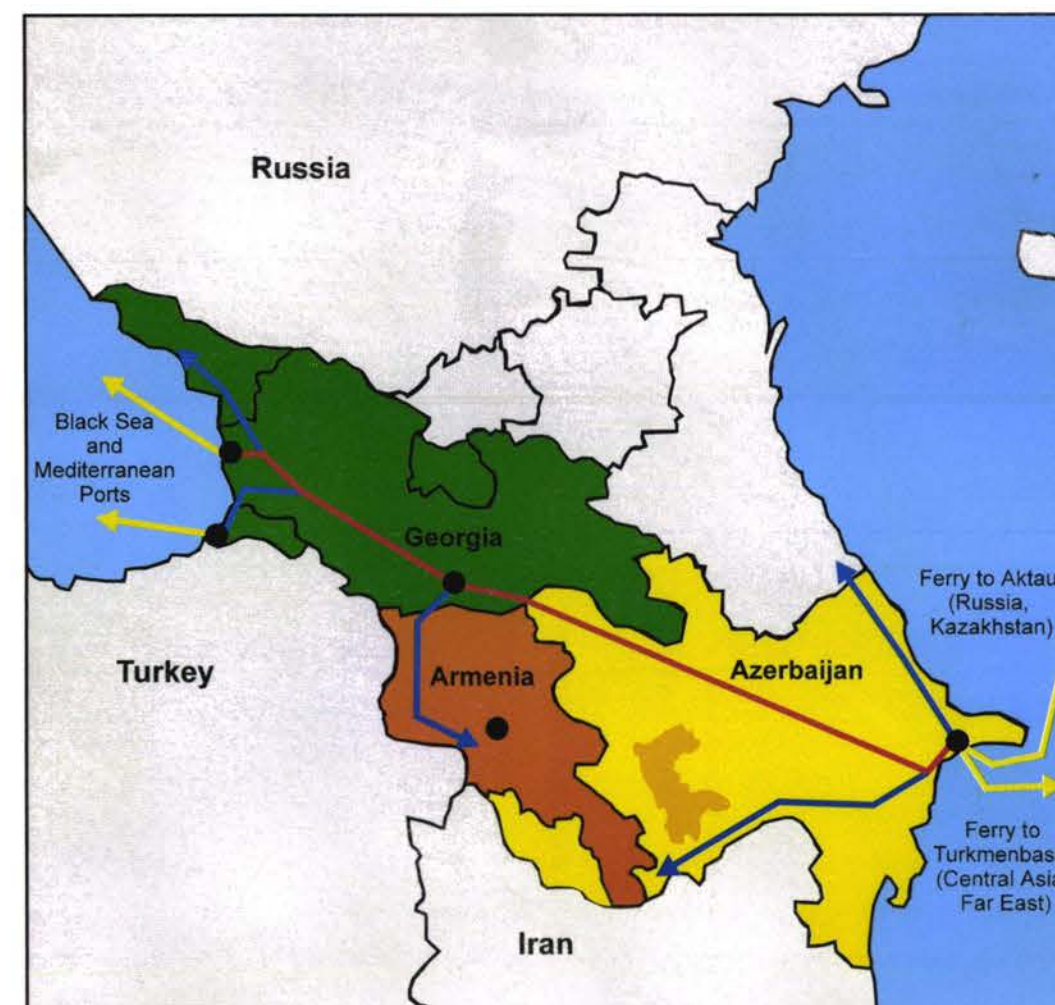 Russia
Black Sea
and
Mediterranean
Ports
Georgia
Ferry to Aktau
(Russia,
Kazakhstan)
Turkey
Armenia
Azerbaijan
Ferry to
Turkmenbas
(Central Asia
Far East)
Iran